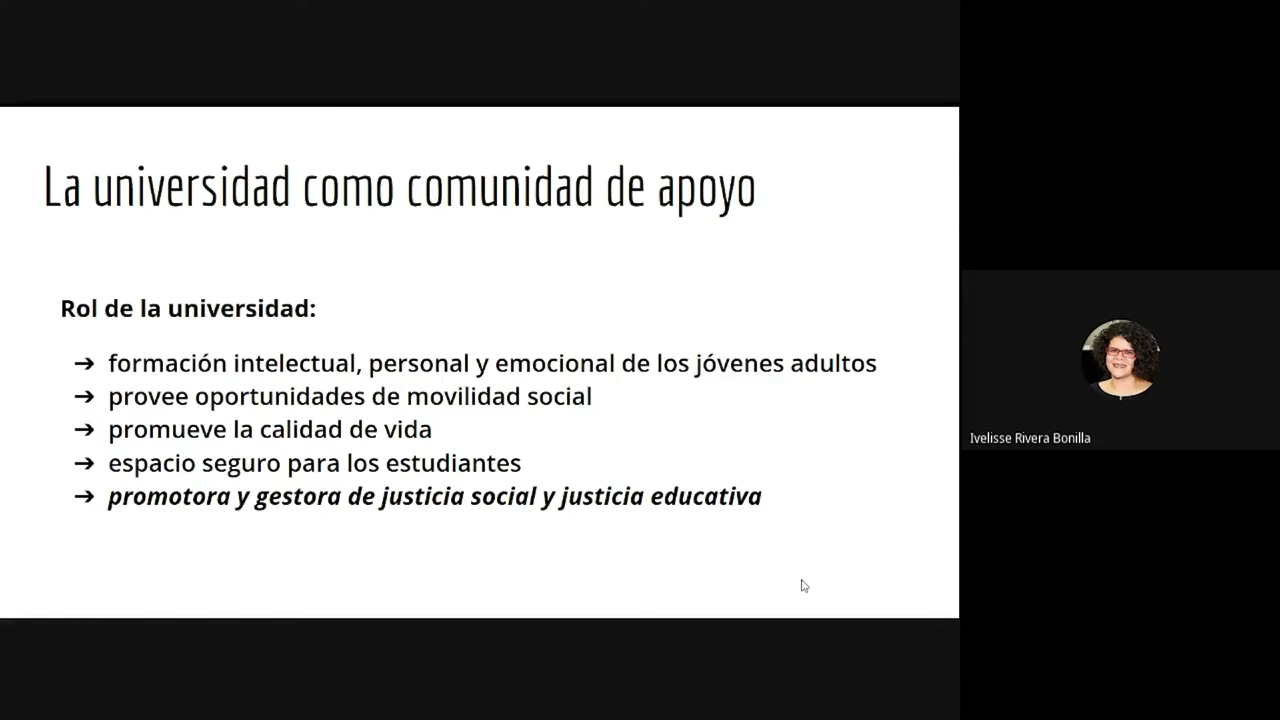 La universidad como comunidad de apoyo
Rol de la universidad:
➔ formación intelectual, personal y emocional de los jóvenes adultos
➔ provee oportunidades de movilidad social
➔ promueve la calidad de vida
➔ espacio seguro para los estudiantes
➔ promotora y gestora de justicia social y justicia educativa
Ivelisse Rivera Bonilla